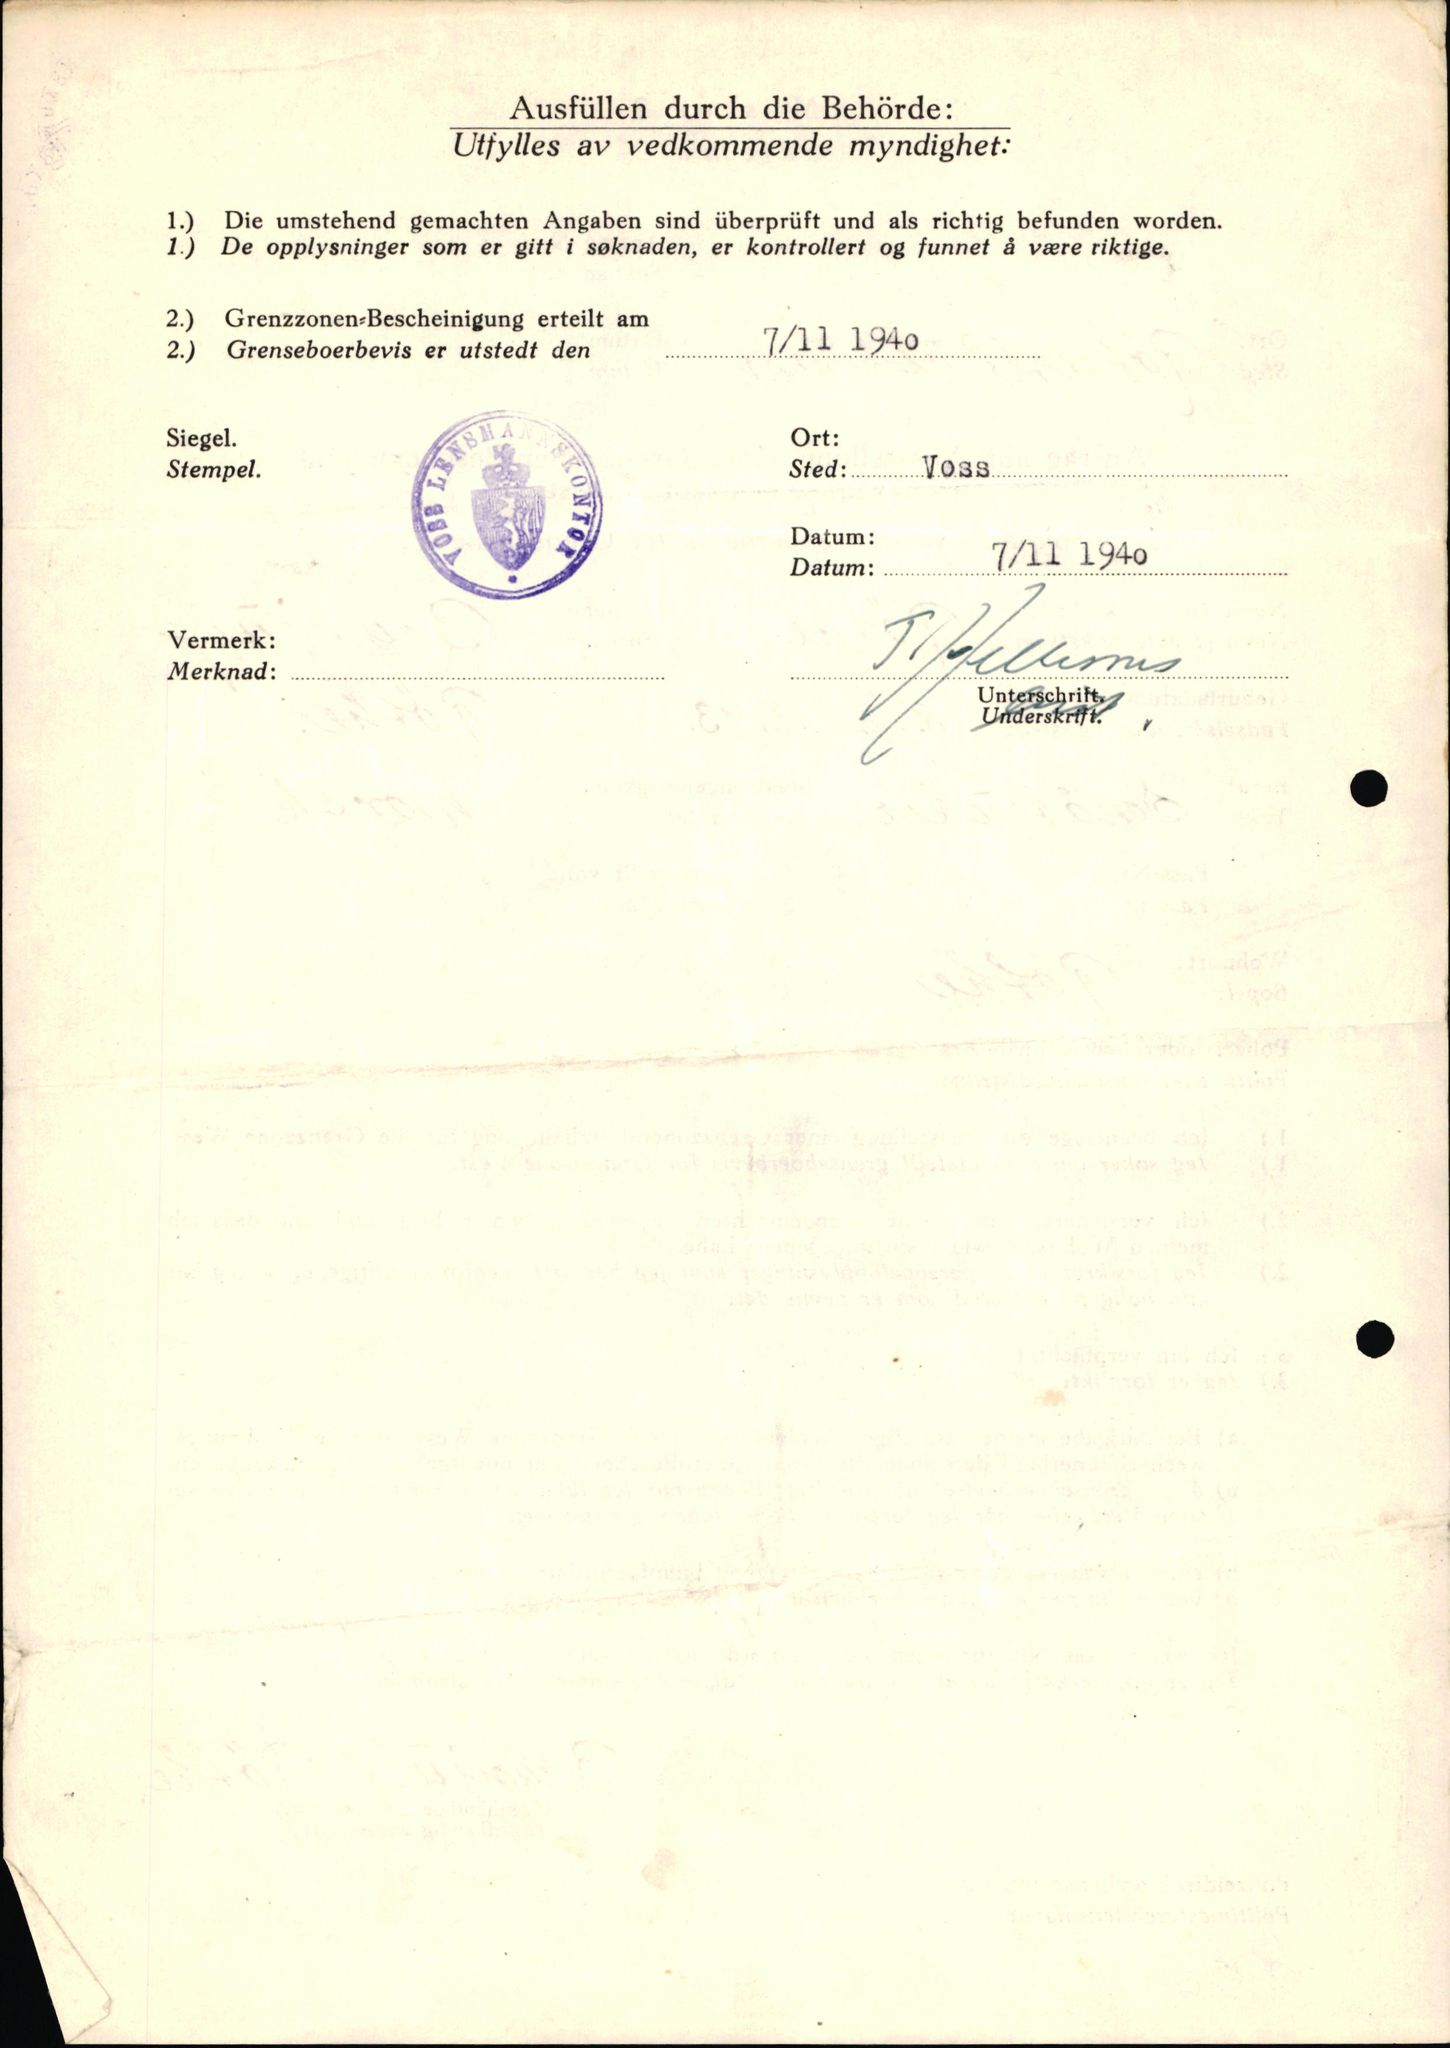 Ausfüllen durch die Behörde:
Utfylles av vedkommende myndighet:
1.) Die umstehend gemachten Angaben sind überprüft und als richtig befunden worden.
1.) De opplysninger som er gitt i søknaden, er kontrollert og funnet å være riktige.
2.) Grenzzonen-Bescheinigung erteilt am
2.) Grenseboerbevis er utstedt den 7/11 1940
Siegel.
Stempel.
VOSS LENSMANNSKONTOR
Ort:
Sted: Voss
Datum:
Datum: 7/11 1940
Vermerk:
Merknad:
Unterschrift.
Underskrift.